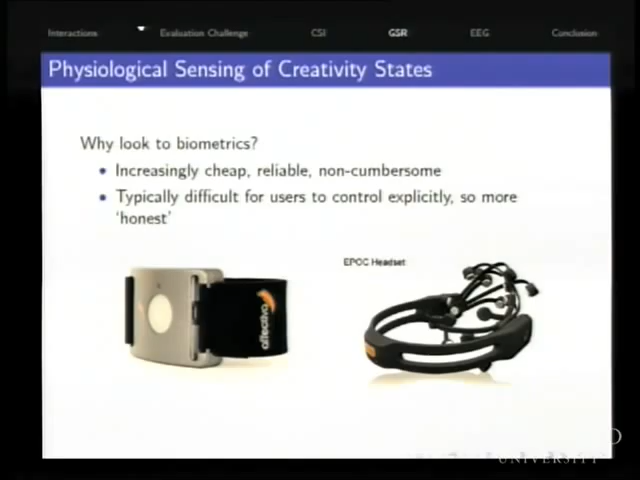 Interactions Evaluation Challenge CSI GSR EEG Conclusion
Physiological Sensing of Creativity States
Why look to biometrics?
Increasingly cheap, reliable, non-cumbersome
Typically difficult for users to control explicitly, so more
'honest'
EPOC Headset
affectiva
UNIVERSITY